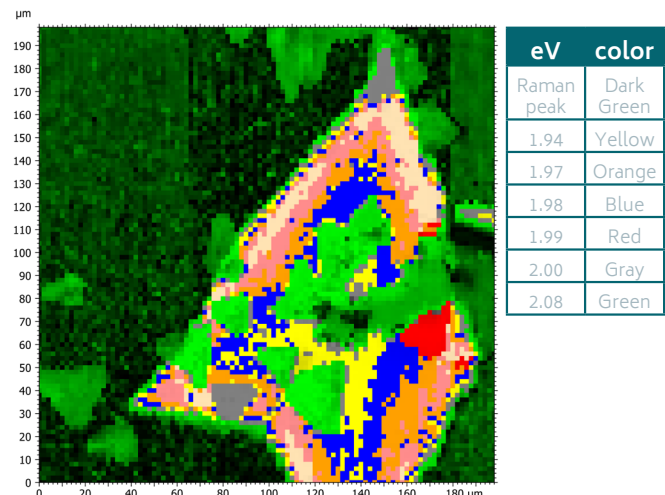 µm
190
180
170
160
150
140
130
120
110
100
90
80
70
60
50
40
30
20
10
0
0 20 40 60 80 100 120 140 160 180 µm
eV color
Raman peak Dark Green
1.94 Yellow
1.97 Orange
1.98 Blue
1.99 Red
2.00 Gray
2.08 Green